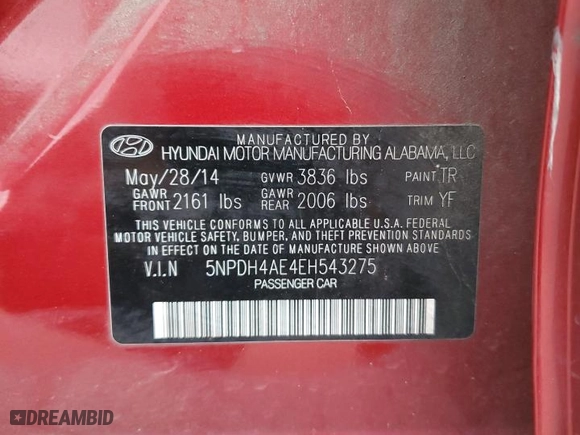 MANUFACTURED BY
HYUNDAI MOTOR MANUFACTURING ALABAMA, LLC
May/28/14 GVWR 3836 lbs PAINT TR
GAWR FRONT 2161 lbs GAWR REAR 2006 lbs TRIM YF
THIS VEHICLE CONFORMS TO ALL APPLICABLE U.S.A. FEDERAL
MOTOR VEHICLE SAFETY, BUMPER, AND THEFT PREVENTION STANDARDS
IN EFFECT ON THE DATE OF MANUFACTURE SHOWN ABOVE.
V.I.N 5NPDH4AE4EH543275
PASSENGER CAR
DREAMBID